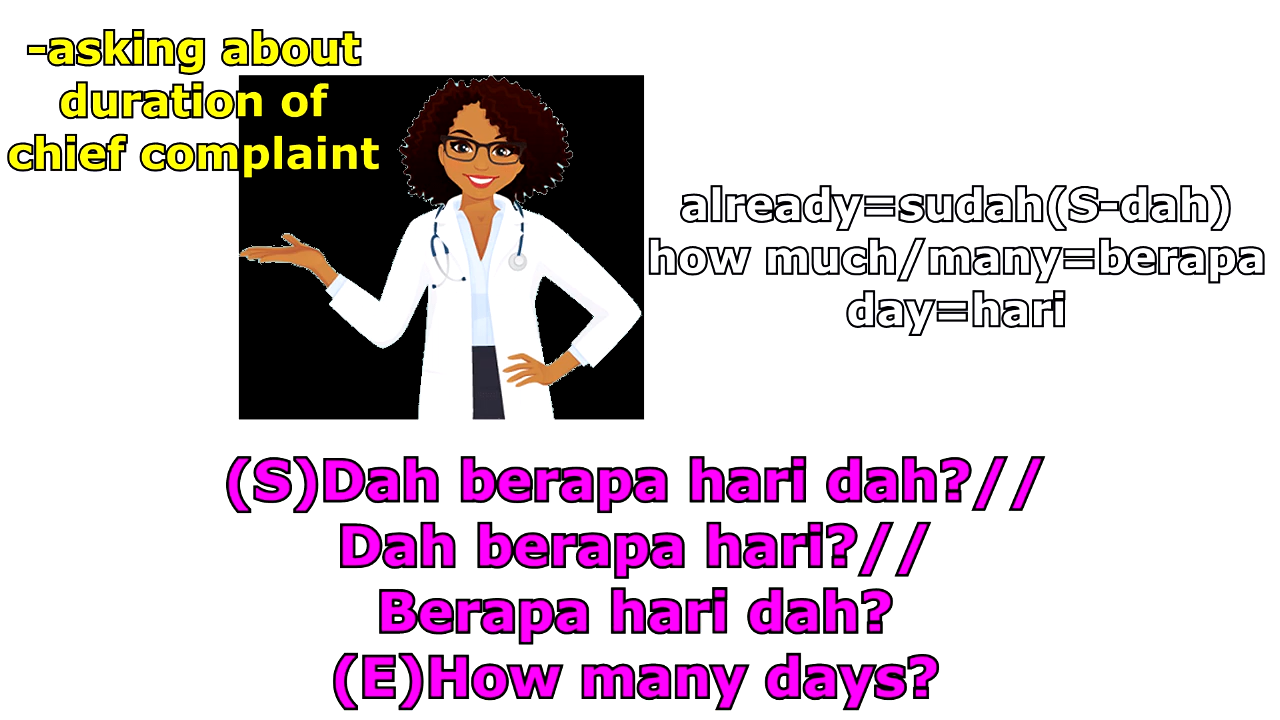 -asking about
duration of
chief complaint
already=sudah(S-dah)
how much/many=berapa
day=hari
(S)Dah berapa hari dah?//
Dah berapa hari?//
Berapa hari dah?
(E)How many days?